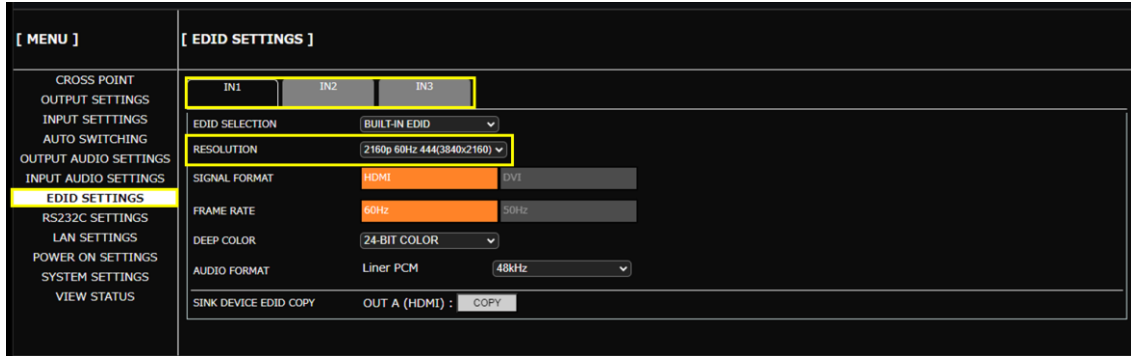 [ MENU ]
[ EDID SETTINGS ]
CROSS POINT
OUTPUT SETTINGS
INPUT SETTTINGS
AUTO SWITCHING
OUTPUT AUDIO SETTINGS
INPUT AUDIO SETTINGS
EDID SETTINGS
RS232C SETTINGS
LAN SETTINGS
POWER ON SETTINGS
SYSTEM SETTINGS
VIEW STATUS
IN1 IN2 IN3
EDID SELECTION BUILT-IN EDID
RESOLUTION 2160p 60Hz 444(3840x2160)
SIGNAL FORMAT HDMI DVI
FRAME RATE 60Hz 50Hz
DEEP COLOR 24-BIT COLOR
AUDIO FORMAT Liner PCM 48kHz
SINK DEVICE EDID COPY OUT A (HDMI) : COPY